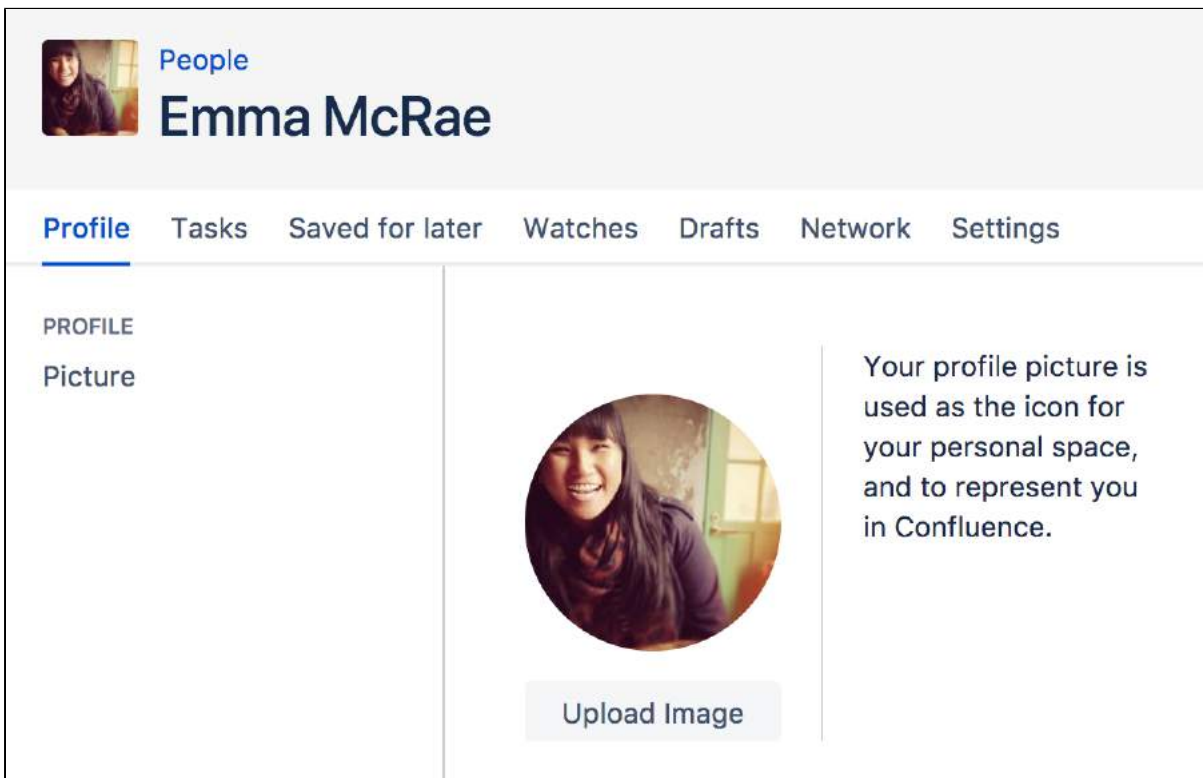 People
Emma McRae
Profile Tasks Saved for later Watches Drafts Network Settings
PROFILE
Picture
Your profile picture is
used as the icon for
your personal space,
and to represent you
in Confluence.
Upload Image